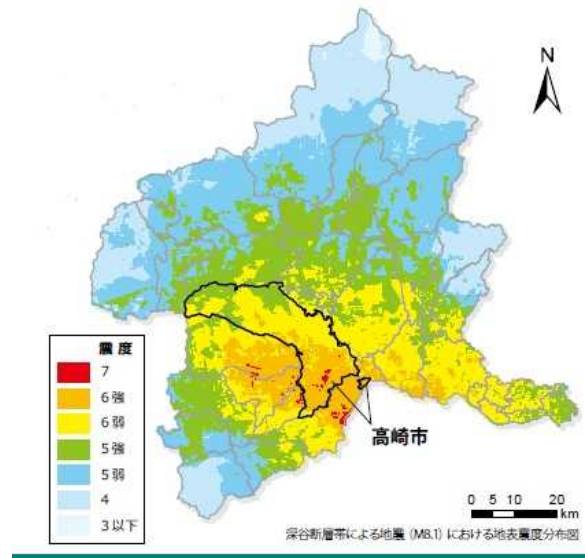 N
震度
7
6強
6弱
5強
5弱
4
3以下
高崎市
0 5 10 20
km
深谷断層帯による地震(M8.1)における地表震度分布図